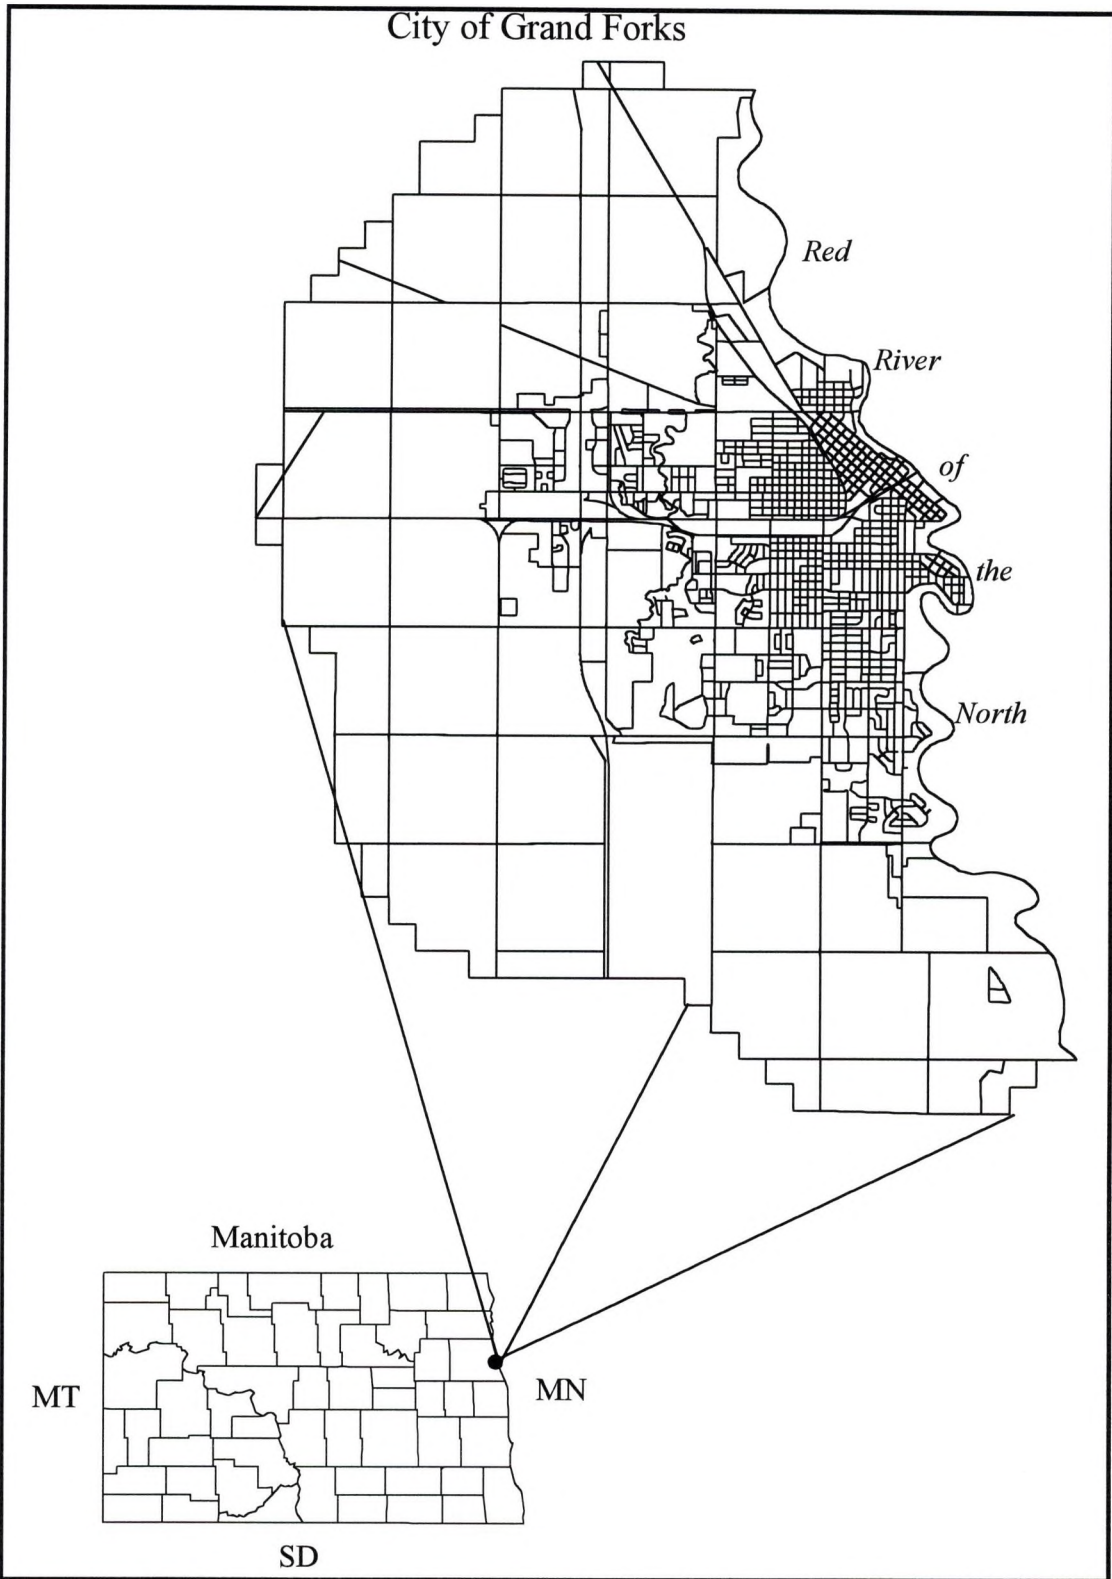 City of Grand Forks
Red
River
of
the
North
Manitoba
MT
MN
SD